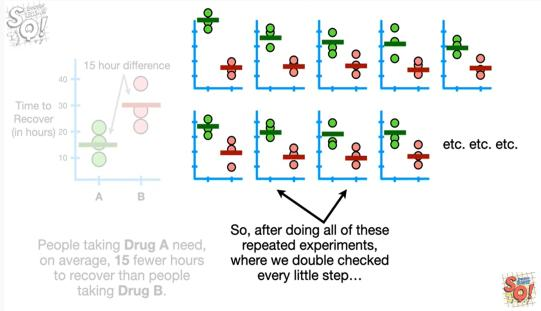 SQ!
15 hour difference
40
30
20
10
Time to
Recover
(in hours)
A
B
People taking Drug A need,
on average, 15 fewer hours
to recover than people
taking Drug B.
etc. etc. etc.
So, after doing all of these
repeated experiments,
where we double checked
every little step…
SQ!